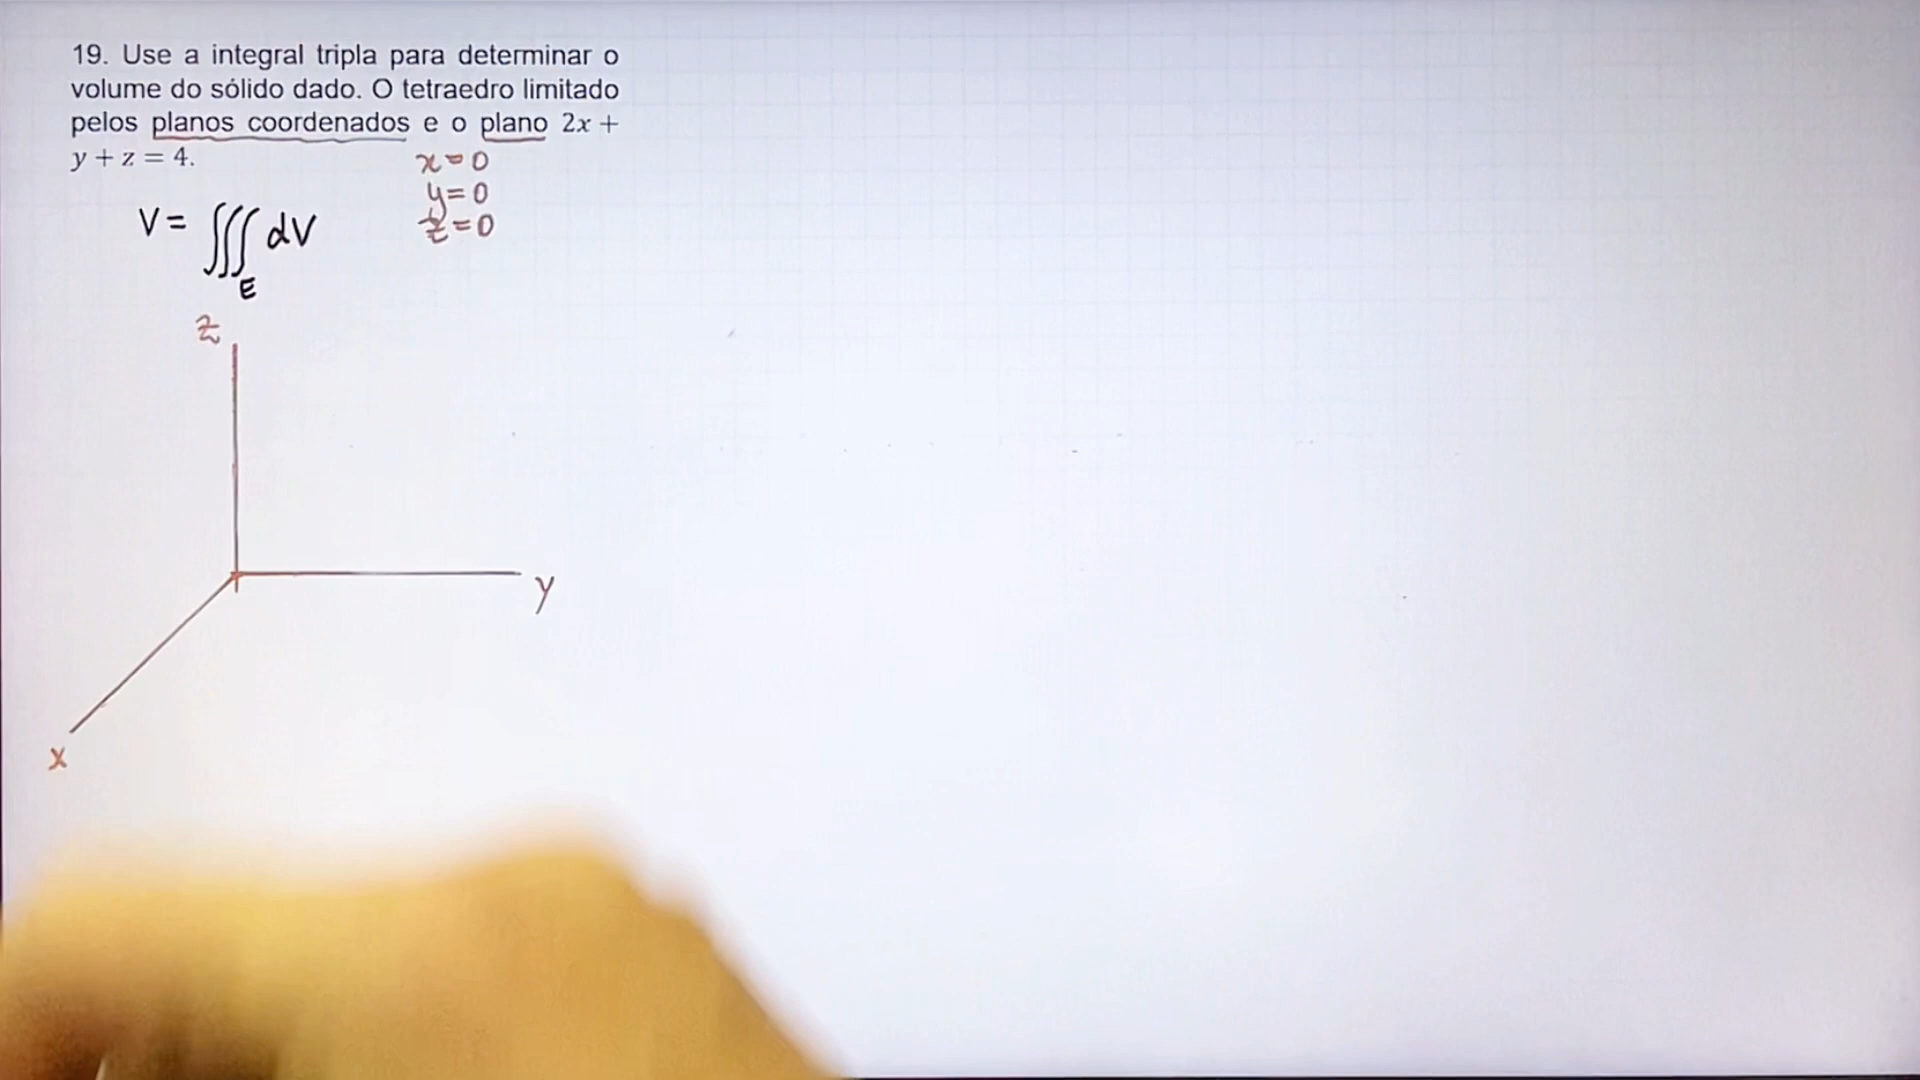 19. Use a integral tripla para determinar o
volume do sólido dado. O tetraedro limitado
pelos planos coordenados e o plano 2x +
y + z = 4.
x=0
y=0
z=0
V= ∭_E dV
z
y
x